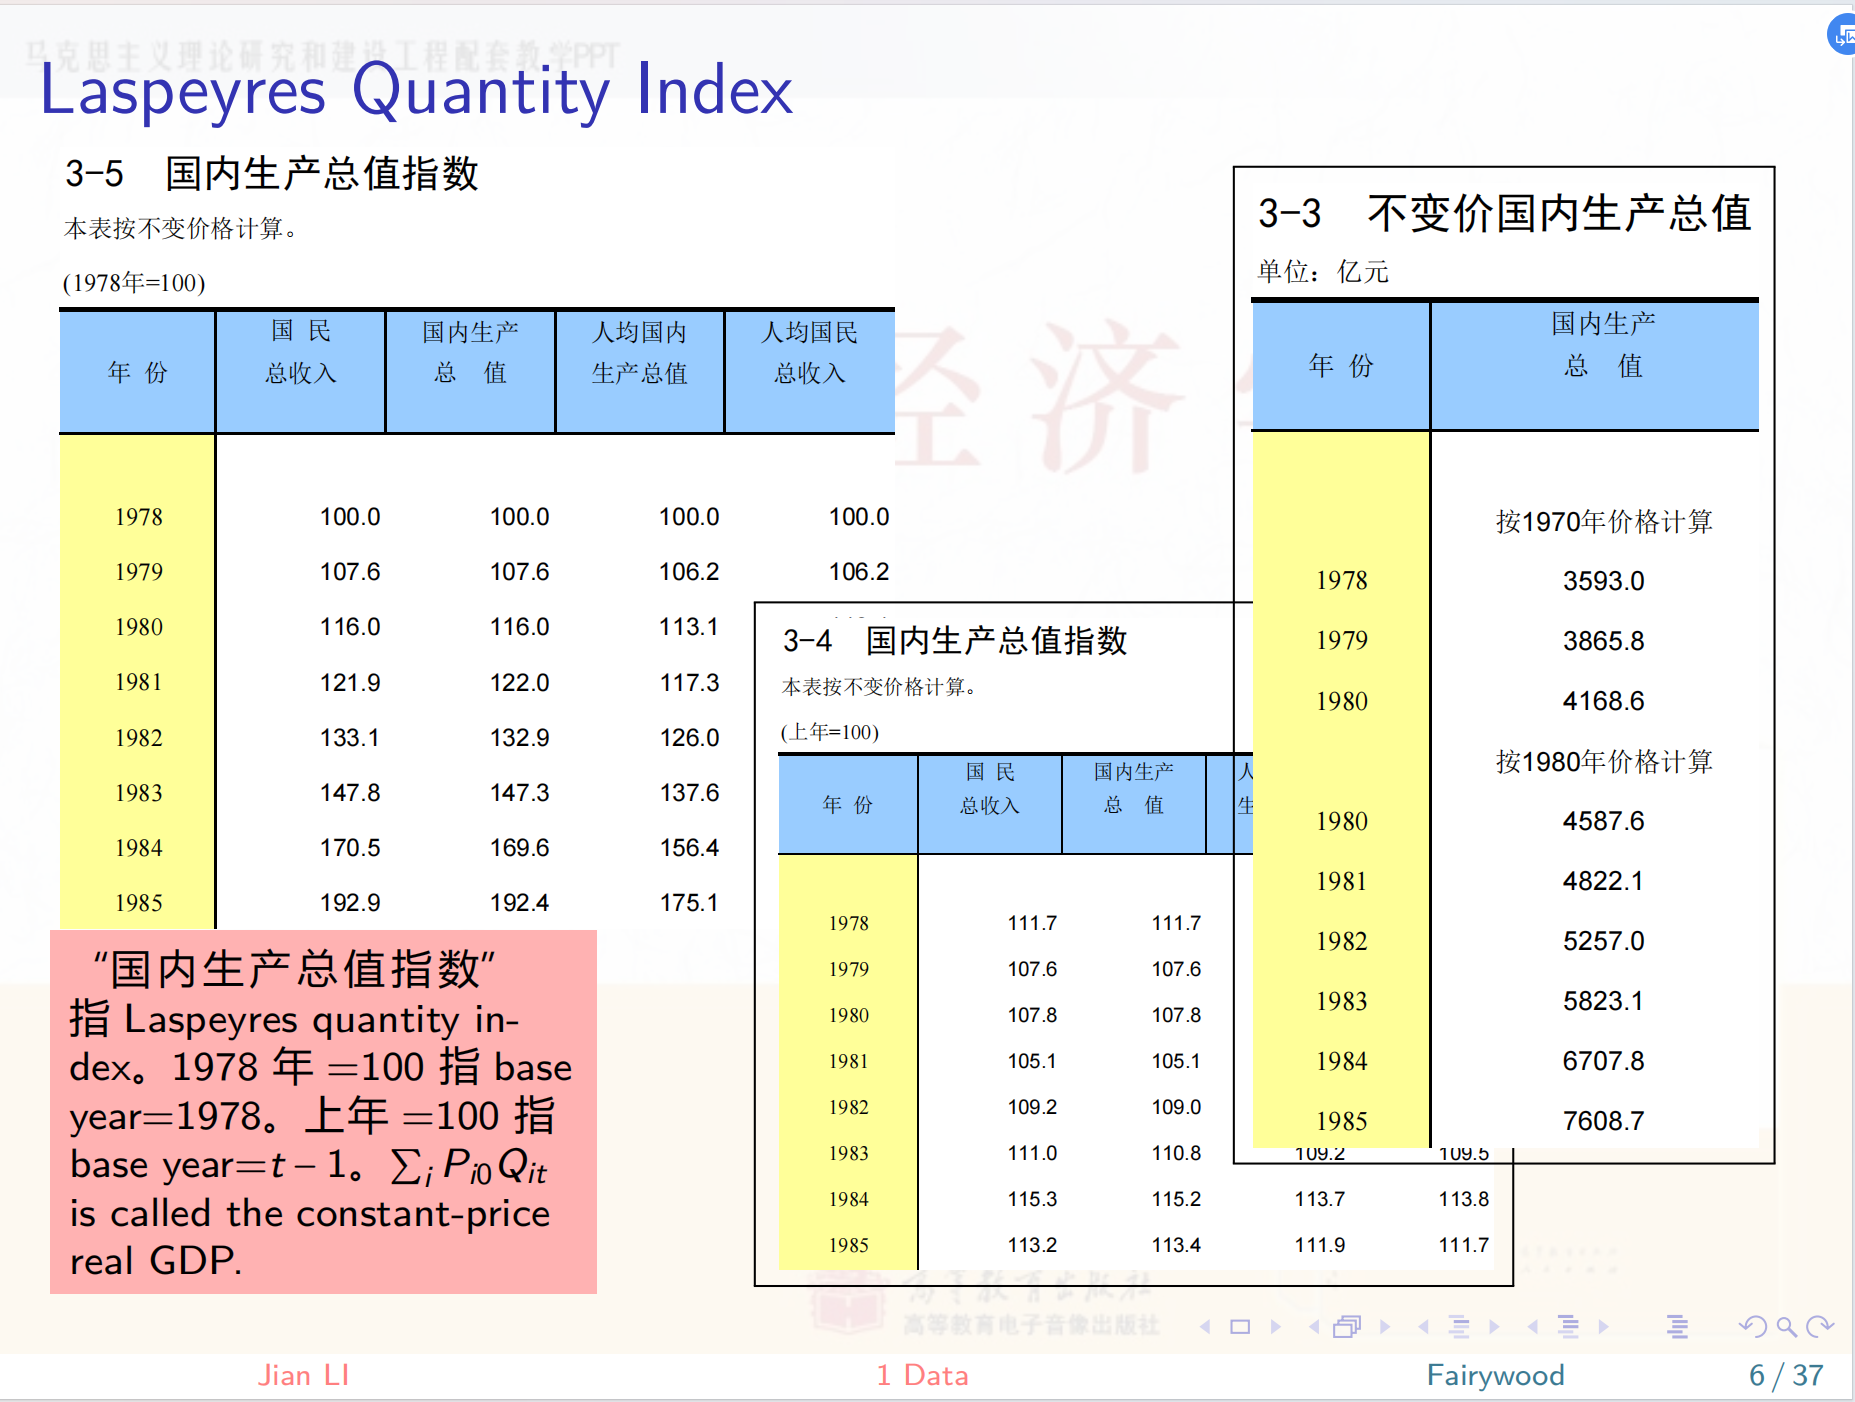 马克思主义理论研究和建设工程配套教学PPT
Laspeyres Quantity Index
3-5 国内生产总值指数
本表按不变价格计算。
(1978年=100)
年 份 国 民 总收入 国内生产 总 值 人均国内 生产总值 人均国民 总收入
1978 100.0 100.0 100.0 100.0
1979 107.6 107.6 106.2 106.2
1980 116.0 116.0 113.1
1981 121.9 122.0 117.3
1982 133.1 132.9 126.0
1983 147.8 147.3 137.6
1984 170.5 169.6 156.4
1985 192.9 192.4 175.1
“国内生产总值指数”
指 Laspeyres quantity in-
dex。1978 年 =100 指 base
year=1978。上年 =100 指
base year=t – 1。∑i Pi0Qit
is called the constant-price
real GDP.
经济
3-4 国内生产总值指数
本表按不变价格计算。
(上年=100)
年 份 国 民 总收入 国内生产 总 值 人 生
1978 111.7 111.7
1979 107.6 107.6
1980 107.8 107.8
1981 105.1 105.1
1982 109.2 109.0
1983 111.0 110.8 109.2 109.5
1984 115.3 115.2 113.7 113.8
1985 113.2 113.4 111.9 111.7
3-3 不变价国内生产总值
单位：亿元
年 份 国内生产 总 值
按1970年价格计算
1978 3593.0
1979 3865.8
1980 4168.6
按1980年价格计算
1980 4587.6
1981 4822.1
1982 5257.0
1983 5823.1
1984 6707.8
1985 7608.7
高等教育出版社
高等教育电子音像出版社
Jian LI 1 Data Fairywood 6 / 37